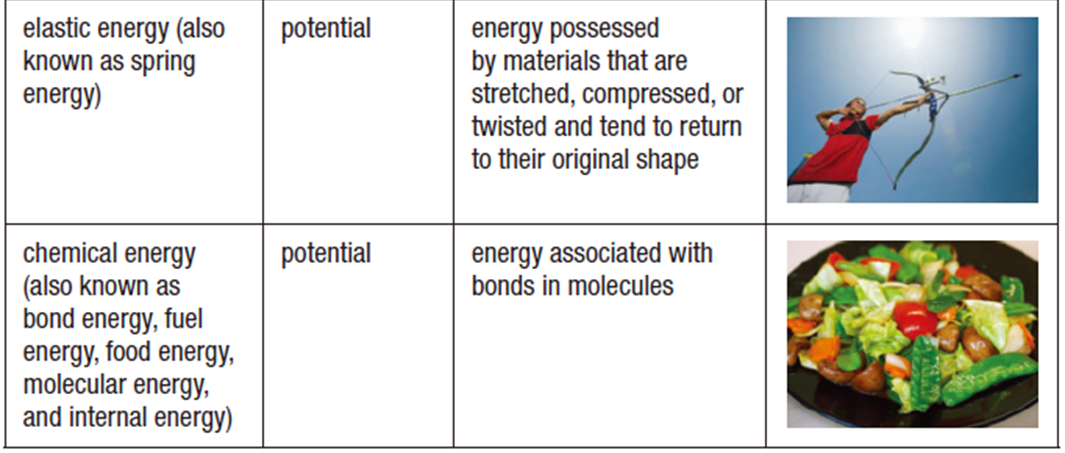 elastic energy (also
known as spring
energy)
potential
energy possessed
by materials that are
stretched, compressed, or
twisted and tend to return
to their original shape
chemical energy
(also known as
bond energy, fuel
energy, food energy,
molecular energy,
and internal energy)
potential
energy associated with
bonds in molecules